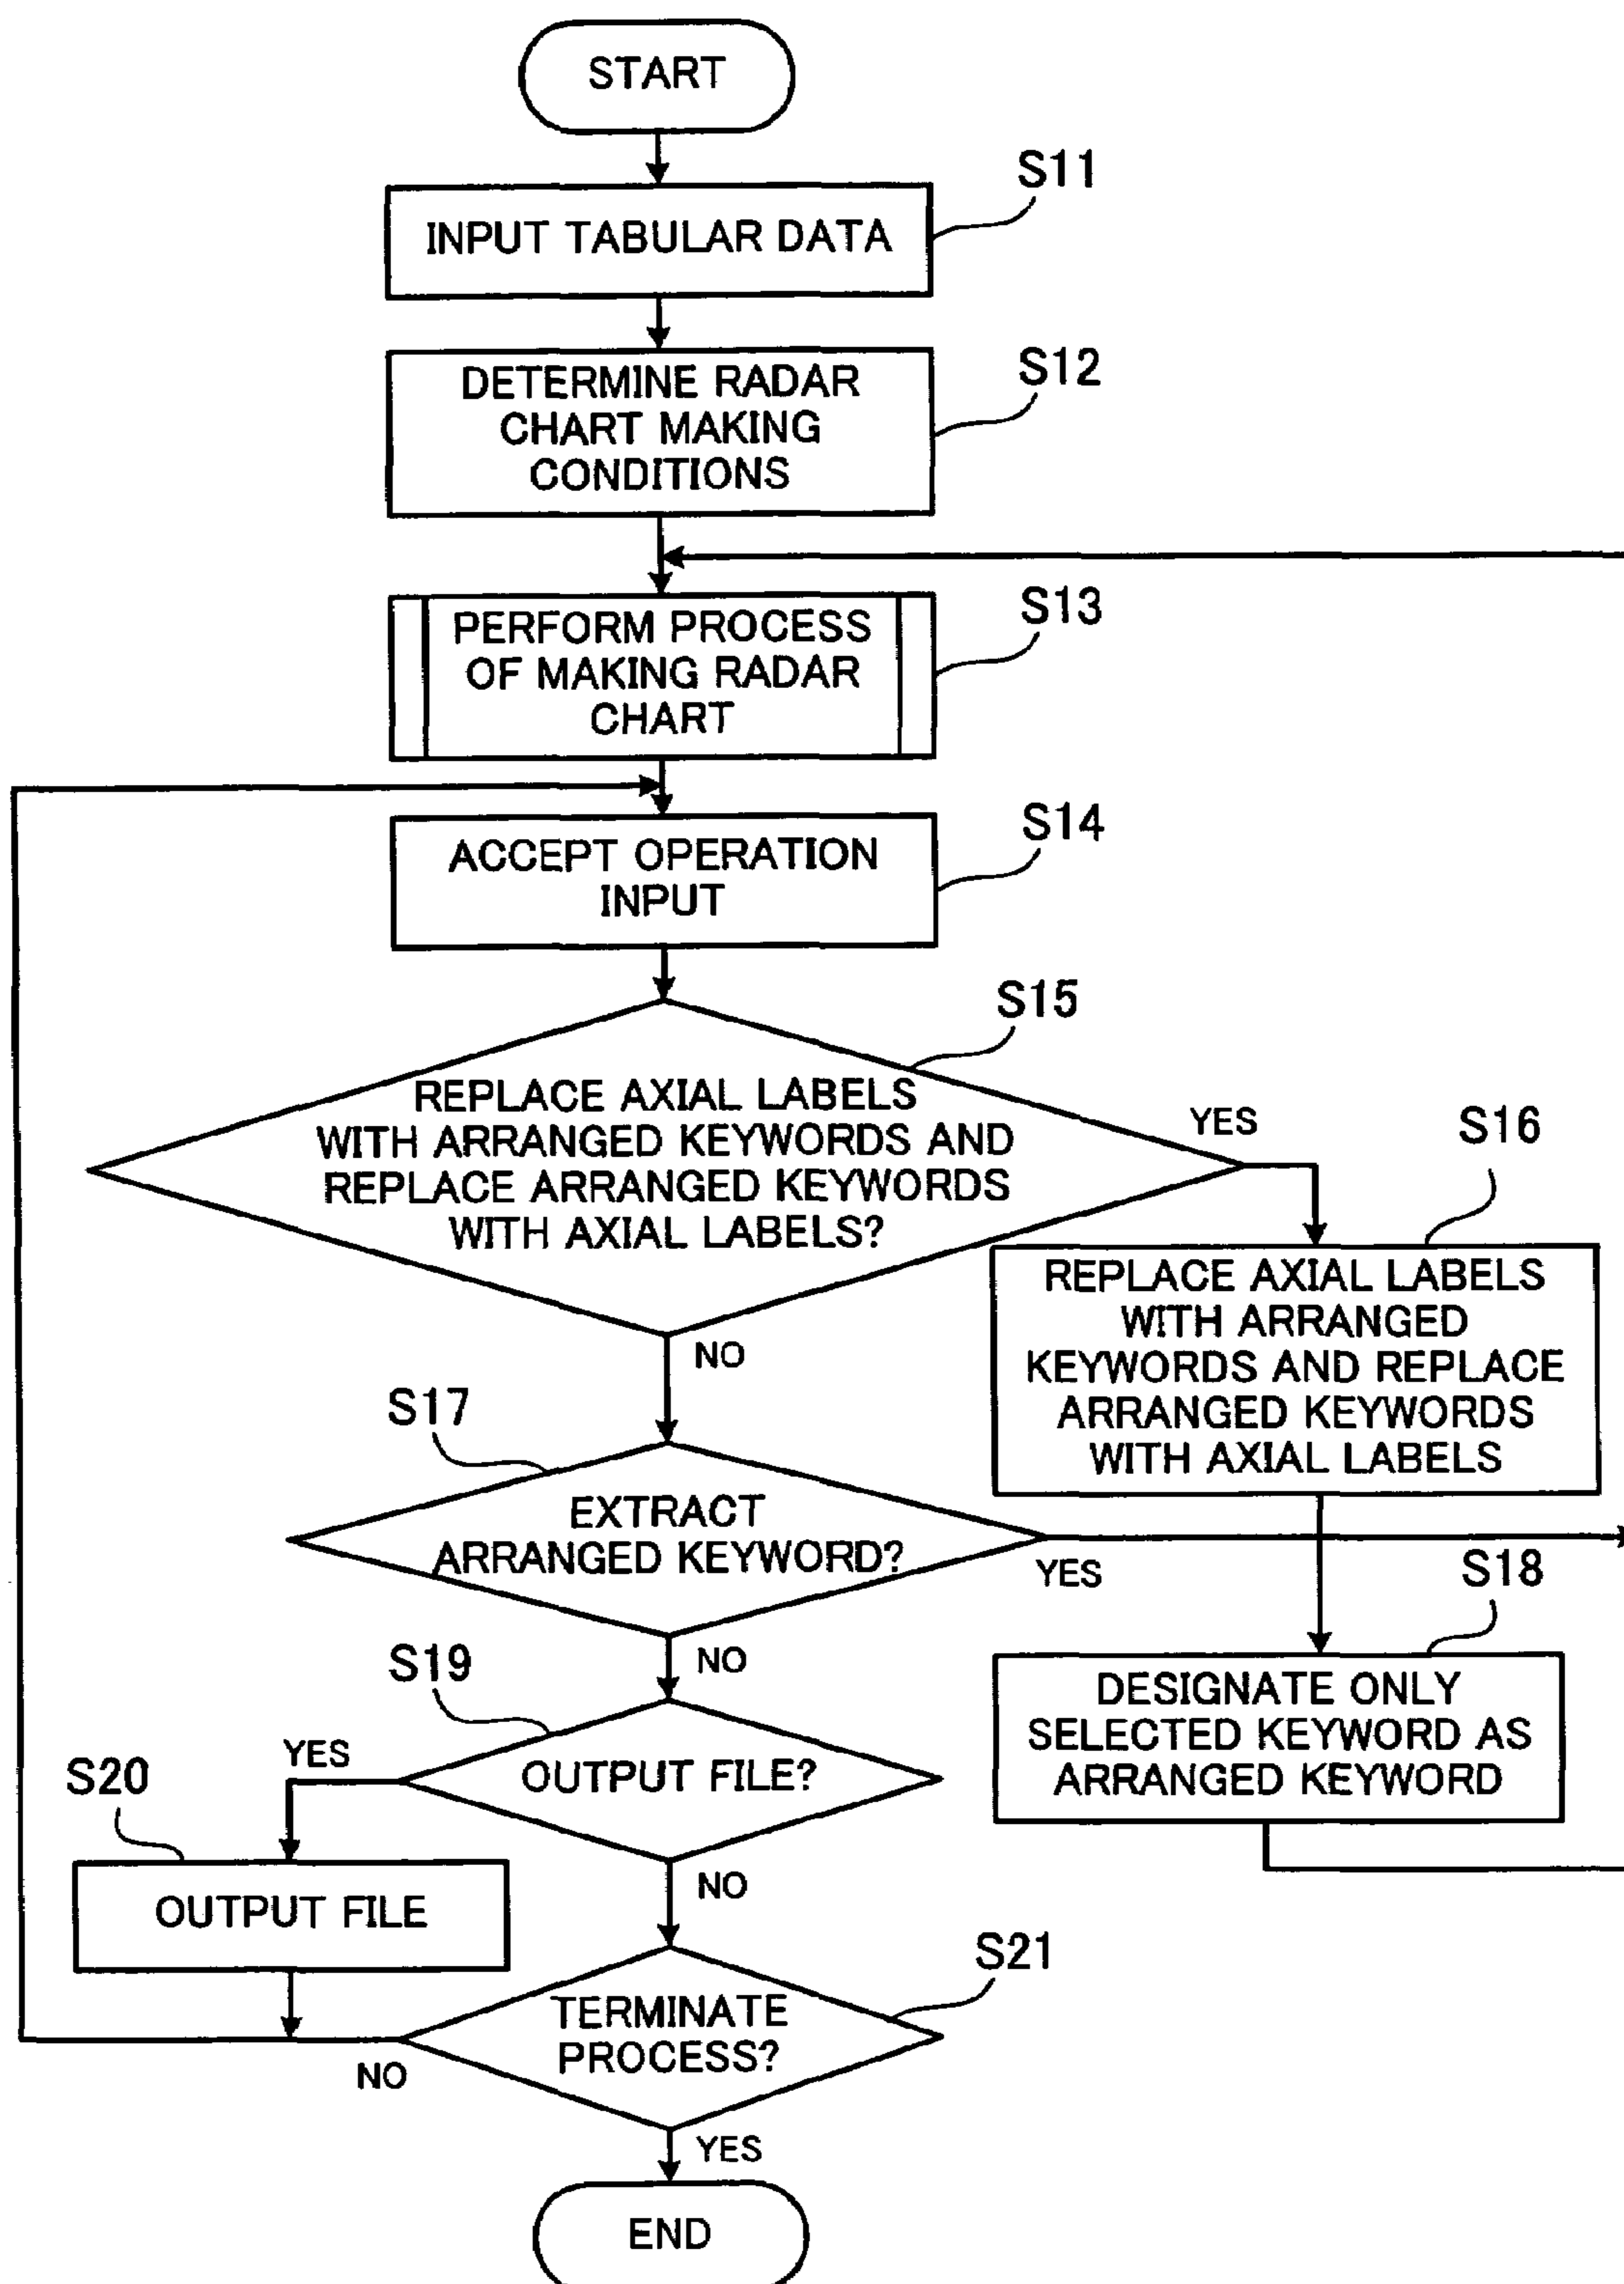 START
S11
INPUT TABULAR DATA
S12
DETERMINE RADAR
CHART MAKING
CONDITIONS
S13
PERFORM PROCESS
OF MAKING RADAR
CHART
S14
ACCEPT OPERATION
INPUT
S15
REPLACE AXIAL LABELS
WITH ARRANGED KEYWORDS AND
REPLACE ARRANGED KEYWORDS
WITH AXIAL LABELS?
YES
S16
REPLACE AXIAL LABELS
WITH ARRANGED
KEYWORDS AND REPLACE
ARRANGED KEYWORDS
WITH AXIAL LABELS
NO
S17
EXTRACT
ARRANGED KEYWORD?
YES
S18
DESIGNATE ONLY
SELECTED KEYWORD AS
ARRANGED KEYWORD
NO
S19
OUTPUT FILE?
YES
S20
OUTPUT FILE
NO
S21
TERMINATE
PROCESS?
NO
YES
END